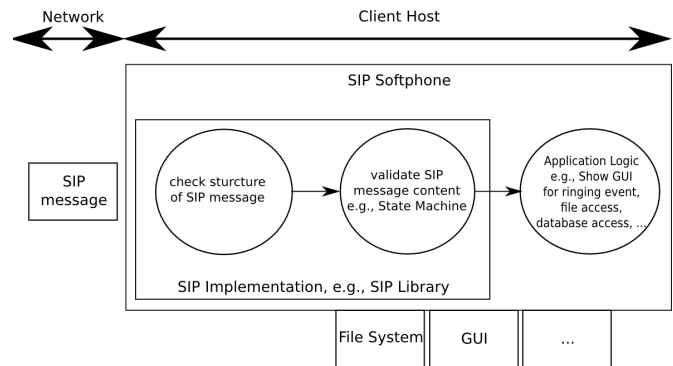 Network
Client Host
SIP Softphone
SIP
message
check sturcture
of SIP message
validate SIP
message content
e.g., State Machine
Application Logic
e.g., Show GUI
for ringing event,
file access,
database access, ...
SIP Implementation, e.g., SIP Library
File System
GUI
...